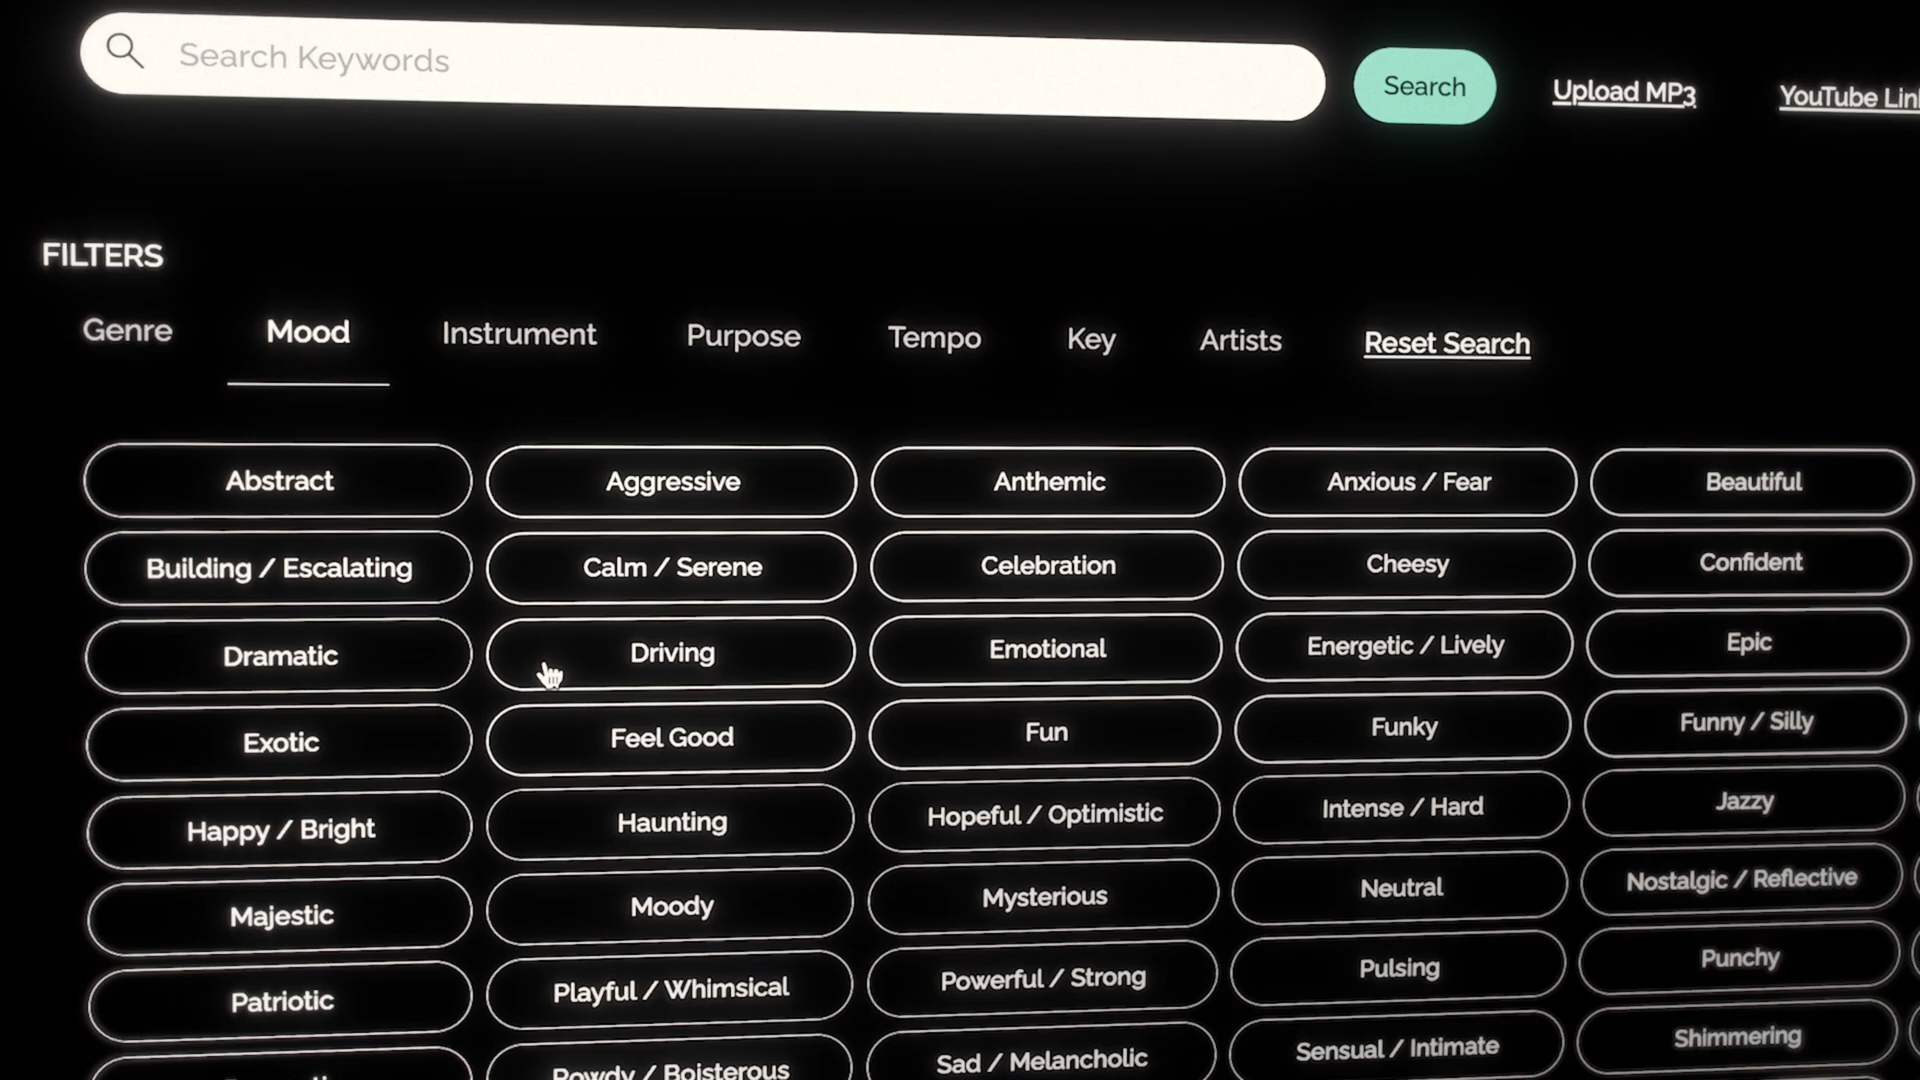 Search Keywords
Search
Upload MP3
YouTube
FILTERS
Genre Mood Instrument Purpose Tempo Key Artists Reset Search
Abstract Aggressive Anthemic Anxious / Fear Beautiful
Building / Escalating Calm / Serene Celebration Cheesy Confident
Dramatic Driving Emotional Energetic / Lively Epic
Exotic Feel Good Fun Funky Funny / Silly
Happy / Bright Haunting Hopeful / Optimistic Intense / Hard Jazzy
Majestic Moody Mysterious Neutral Nostalgic / Reflective
Patriotic Playful / Whimsical Powerful / Strong Pulsing Punchy
Rowdy / Boisterous Sad / Melancholic Sensual / Intimate Shimmering